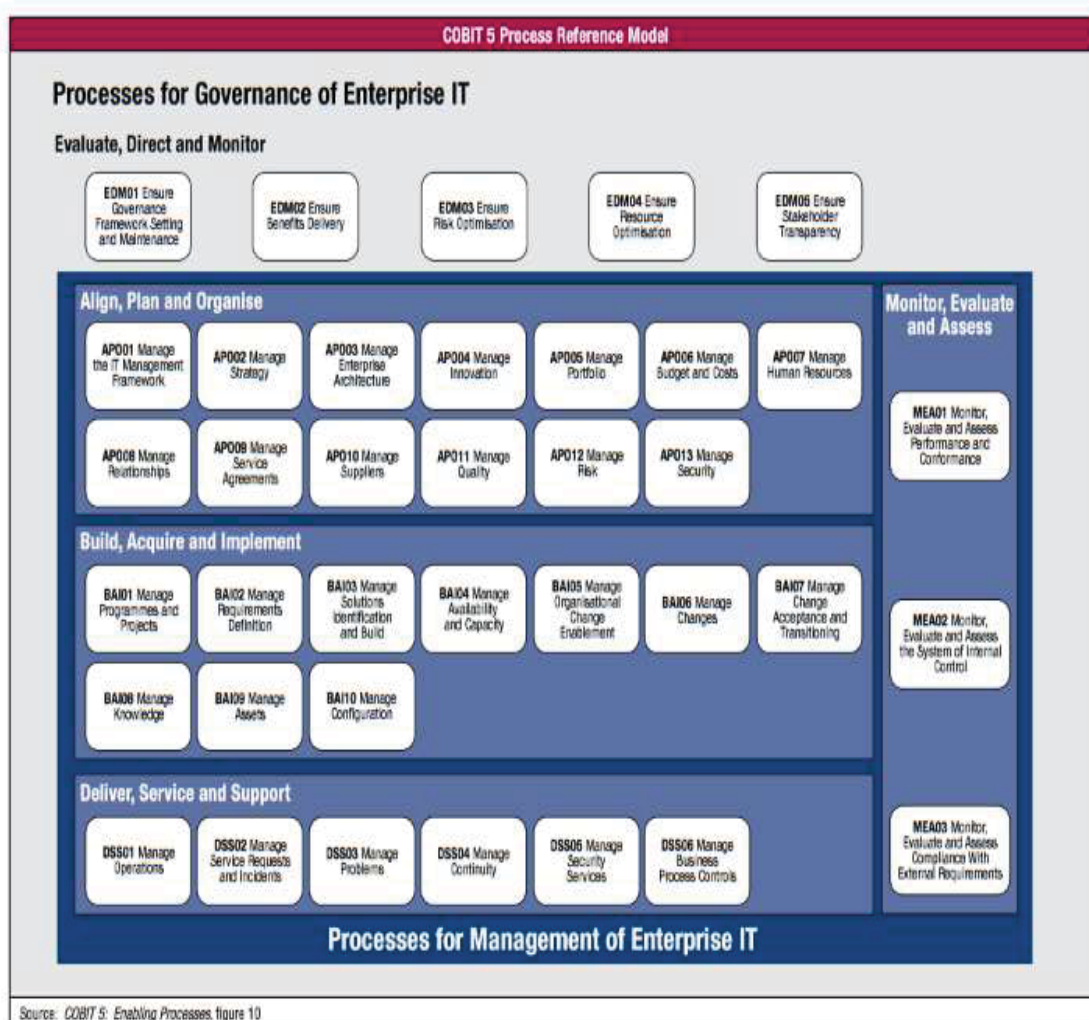 COBIT 5 Process Reference Model
Processes for Governance of Enterprise IT
Evaluate, Direct and Monitor
EDM01 Ensure
Governance
Framework Setting
and Maintenance
EDM02 Ensure
Benefits Delivery
EDM03 Ensure
Risk Optimisation
EDM04 Ensure
Resource
Optimisation
EDM05 Ensure
Stakeholder
Transparency
Align, Plan and Organise
APO01 Manage
the IT Management
Framework
APO02 Manage
Strategy
APO03 Manage
Enterprise
Architecture
APO04 Manage
Innovation
APO05 Manage
Portfolio
APO06 Manage
Budget and Costs
APO07 Manage
Human Resources
APO08 Manage
Relationships
APO09 Manage
Service
Agreements
APO10 Manage
Suppliers
APO11 Manage
Quality
APO12 Manage
Risk
APO13 Manage
Security
Build, Acquire and Implement
BAI01 Manage
Programmes and
Projects
BAI02 Manage
Requirements
Definition
BAI03 Manage
Solutions
Identification
and Build
BAI04 Manage
Availability
and Capacity
BAI05 Manage
Organisational
Change
Enablement
BAI06 Manage
Changes
BAI07 Manage
Change
Acceptance and
Transitioning
BAI08 Manage
Knowledge
BAI09 Manage
Assets
BAI10 Manage
Configuration
Deliver, Service and Support
DSS01 Manage
Operations
DSS02 Manage
Service Requests
and Incidents
DSS03 Manage
Problems
DSS04 Manage
Continuity
DSS05 Manage
Security
Services
DSS06 Manage
Business
Process Controls
Monitor, Evaluate
and Assess
MEA01 Monitor,
Evaluate and Assess
Performance and
Conformance
MEA02 Monitor,
Evaluate and Assess
the System of Internal
Control
MEA03 Monitor,
Evaluate and Assess
Compliance With
External Requirements
Processes for Management of Enterprise IT
Source: COBIT 5: Enabling Processes, figure 10